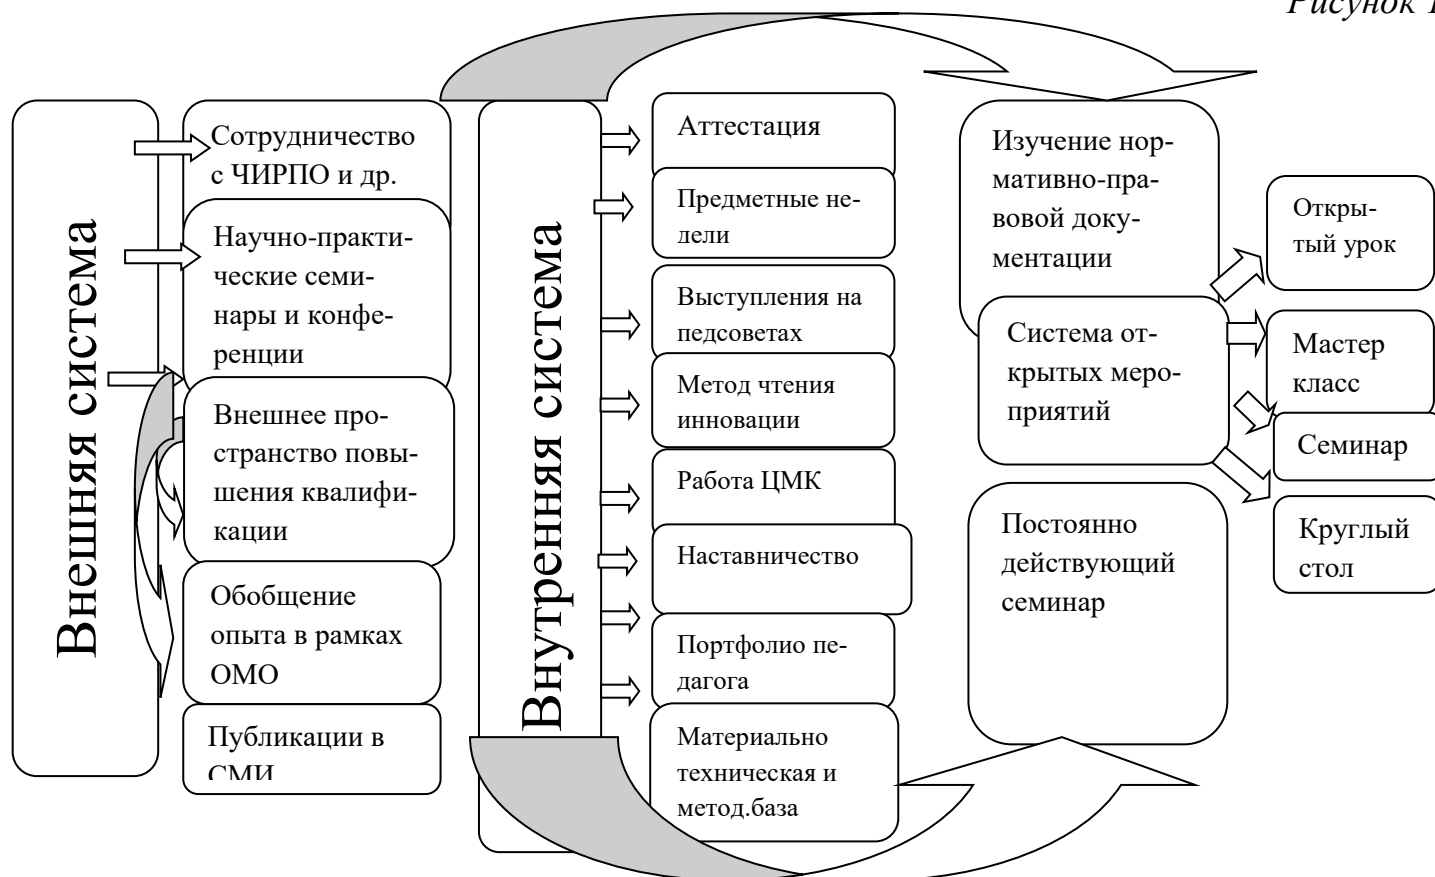 Рисунок 1
Внешняя система
Сотрудничество
с ЧИРПО и др.
Научно-практи-
ческие семи-
нары и конфе-
ренции
Внешнее про-
странство повы-
шения квалифи-
кации
Обобщение
опыта в рамках
ОМО
Публикации в
СМИ
Внутренняя система
Аттестация
Предметные не-
дели
Выступления на
педсоветах
Метод чтения
инновации
Работа ЦМК
Наставничество
Портфолио пе-
дагога
Материально
техническая и
метод.база
Изучение нор-
мативно-пра-
вовой доку-
ментации
Система от-
крытых меро-
приятий
Постоянно
действующий
семинар
Откры-
тый урок
Мастер
класс
Семинар
Круглый
стол